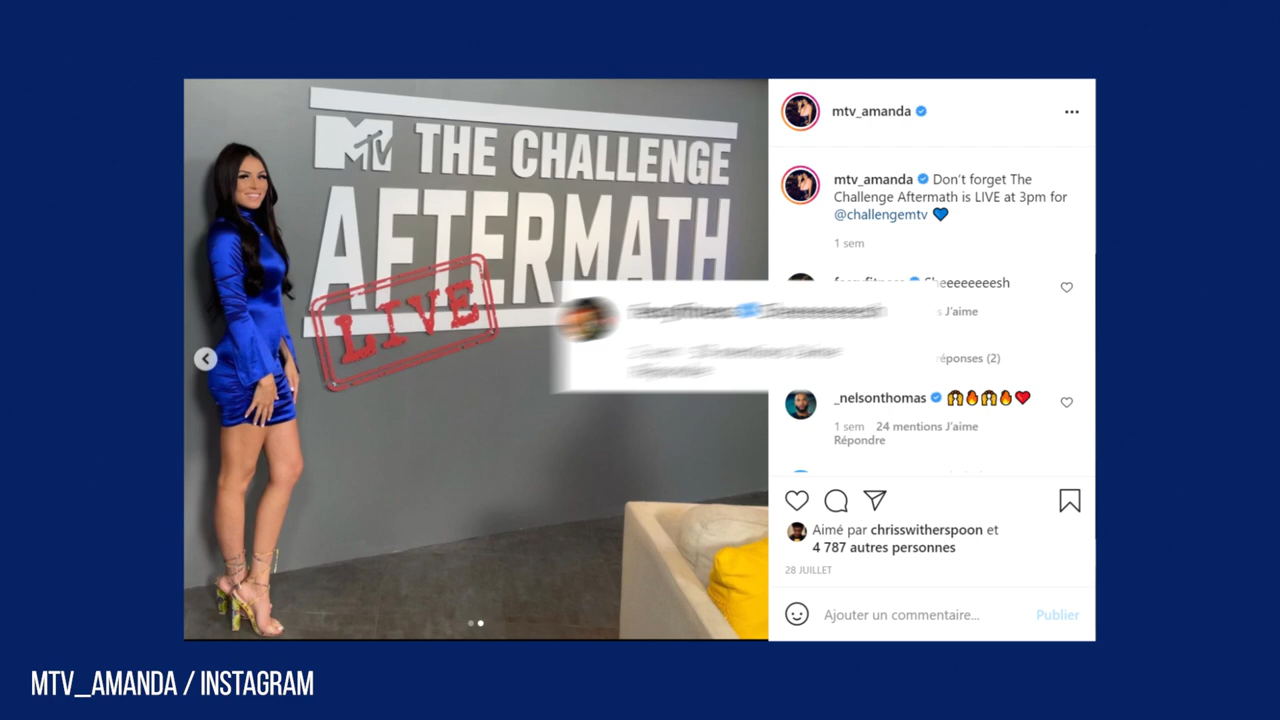 MTV THE CHALLENGE
AFTERMATH
LIVE
mtv_amanda
mtv_amanda Don't forget The
Challenge Aftermath is LIVE at 3pm for
@challengemtv 💙
1 sem
Sheeeeeeesh
J'aime
réponses (2)
_nelsonthomas 🙌🔥🙌🔥❤️
1 sem 24 mentions J'aime
Répondre
Aimé par chrisswitherspoon et
4 787 autres personnes
28 JUILLET
Ajouter un commentaire... Publier
MTV_AMANDA / INSTAGRAM